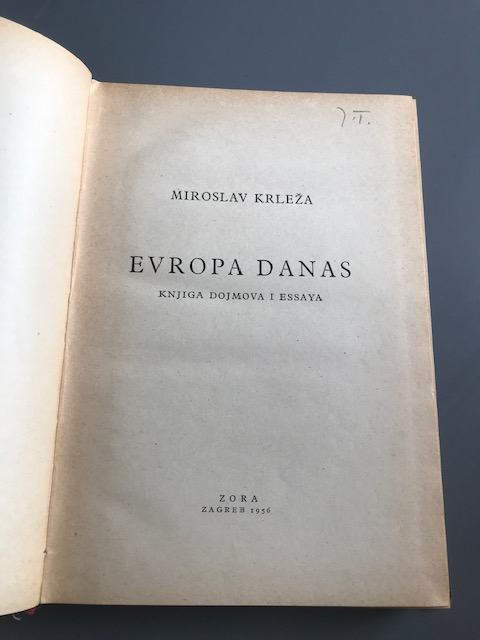 MIROSLAV KRLEŽA
EVROPA DANAS
KNJIGA DOJMOVA I ESSAYA
ZORA
ZAGREB 1956